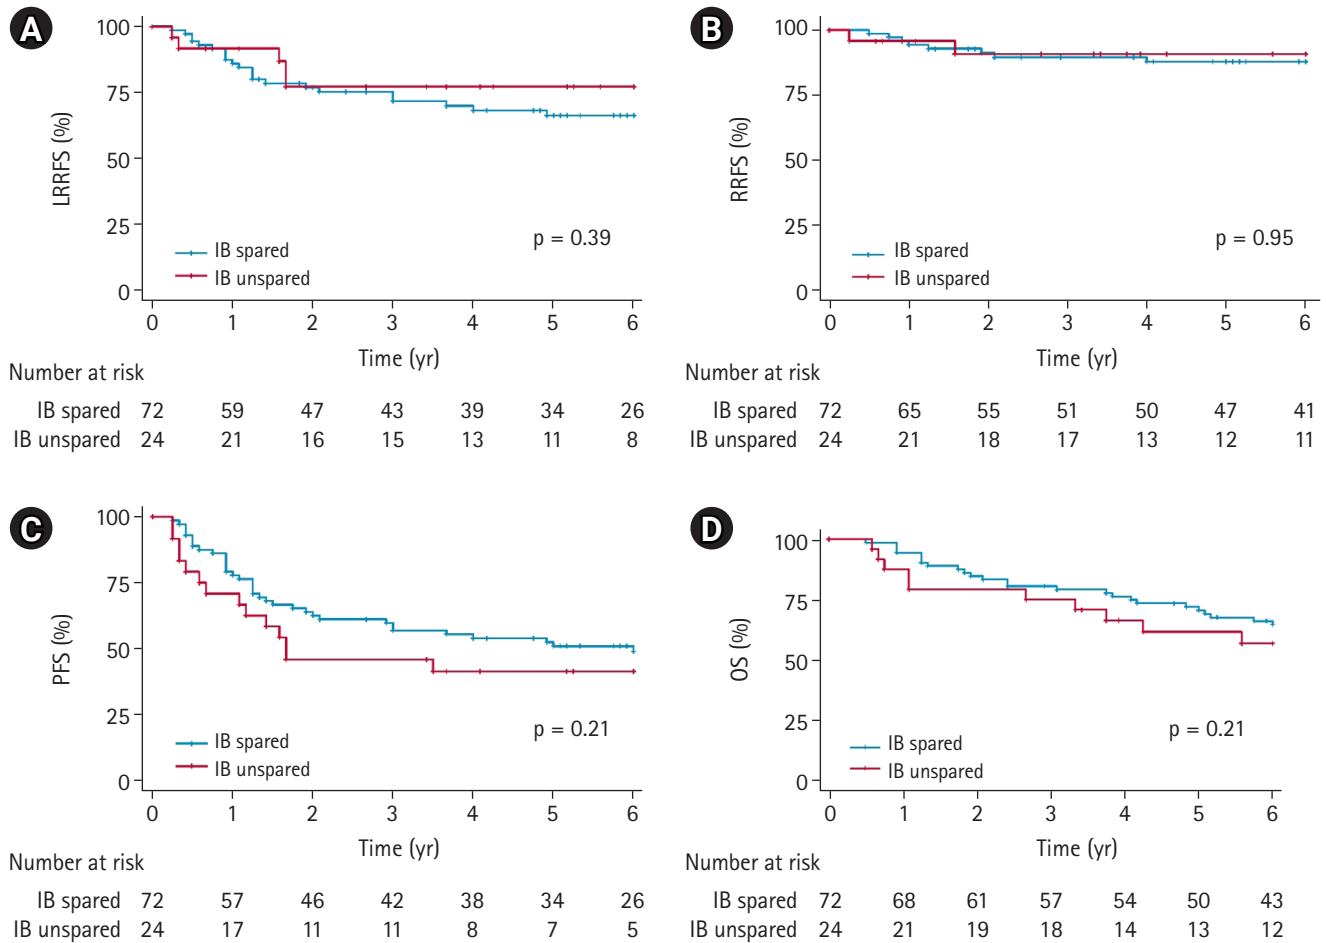 A
100
75
50
25
0
LRRFS (%)
p = 0.39
IB spared
IB unspared
0 1 2 3 4 5 6
Time (yr)
Number at risk
IB spared 72 59 47 43 39 34 26
IB unspared 24 21 16 15 13 11 8
B
100
75
50
25
0
RRFS (%)
p = 0.95
IB spared
IB unspared
0 1 2 3 4 5 6
Time (yr)
Number at risk
IB spared 72 65 55 51 50 47 41
IB unspared 24 21 18 17 13 12 11
C
100
75
50
25
0
PFS (%)
p = 0.21
IB spared
IB unspared
0 1 2 3 4 5 6
Time (yr)
Number at risk
IB spared 72 57 46 42 38 34 26
IB unspared 24 17 11 11 8 7 5
D
100
75
50
25
0
OS (%)
p = 0.21
IB spared
IB unspared
0 1 2 3 4 5 6
Time (yr)
Number at risk
IB spared 72 68 61 57 54 50 43
IB unspared 24 21 19 18 14 13 12